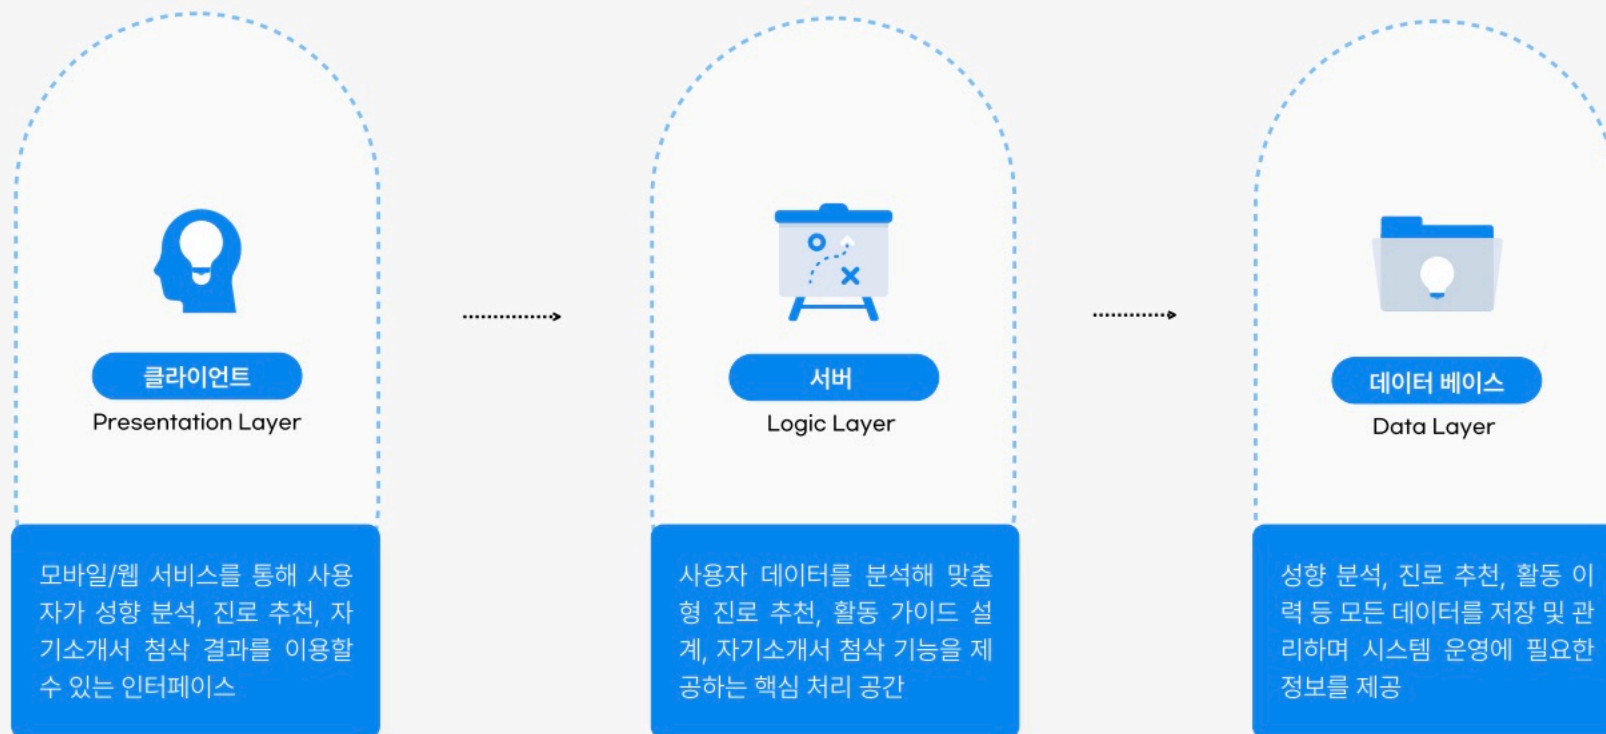 클라이언트
Presentation Layer
모바일/웹 서비스를 통해 사용
자가 성향 분석, 진로 추천, 자
기소개서 첨삭 결과를 이용할
수 있는 인터페이스
서버
Logic Layer
사용자 데이터를 분석해 맞춤
형 진로 추천, 활동 가이드 설
계, 자기소개서 첨삭 기능을 제
공하는 핵심 처리 공간
데이터 베이스
Data Layer
성향 분석, 진로 추천, 활동 이
력 등 모든 데이터를 저장 및 관
리하며 시스템 운영에 필요한
정보를 제공